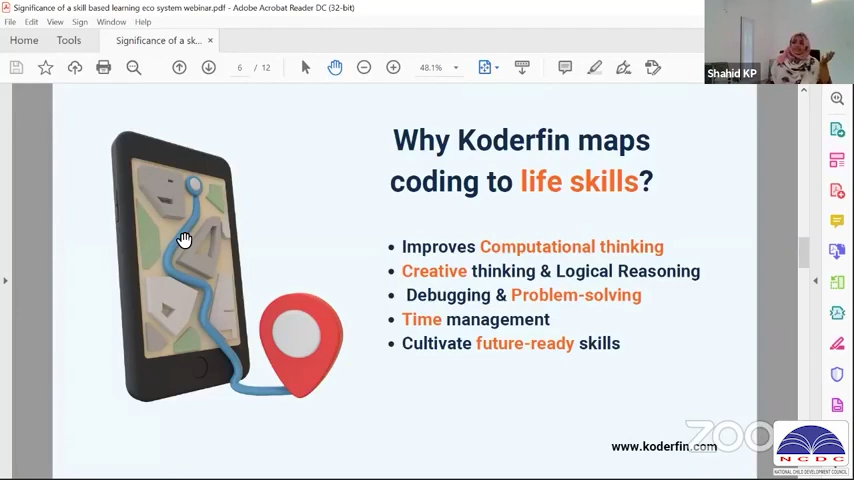 Significance of a skill based learning eco system webinar.pdf - Adobe Acrobat Reader DC (32-bit)
File Edit View Sign Window Help
Home Tools Significance of a sk... ×
6 / 12 48.1%
Shahid KP
Why Koderfin maps
coding to life skills?
• Improves Computational thinking
• Creative thinking & Logical Reasoning
• Debugging & Problem-solving
• Time management
• Cultivate future-ready skills
www.koderfin.com
zoo
NCDC
NATIONAL CHILD DEVELOPMENT COUNCIL